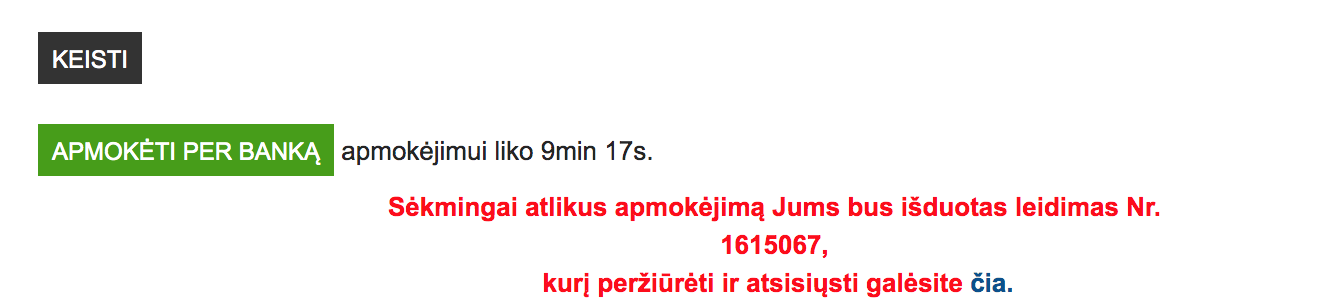 KEISTI
APMOKĖTI PER BANKĄ apmokėjimui liko 9min 17s.
Sėkmingai atlikus apmokėjimą Jums bus išduotas leidimas Nr.
1615067,
kurį peržiūrėti ir atsisiųsti galėsite čia.